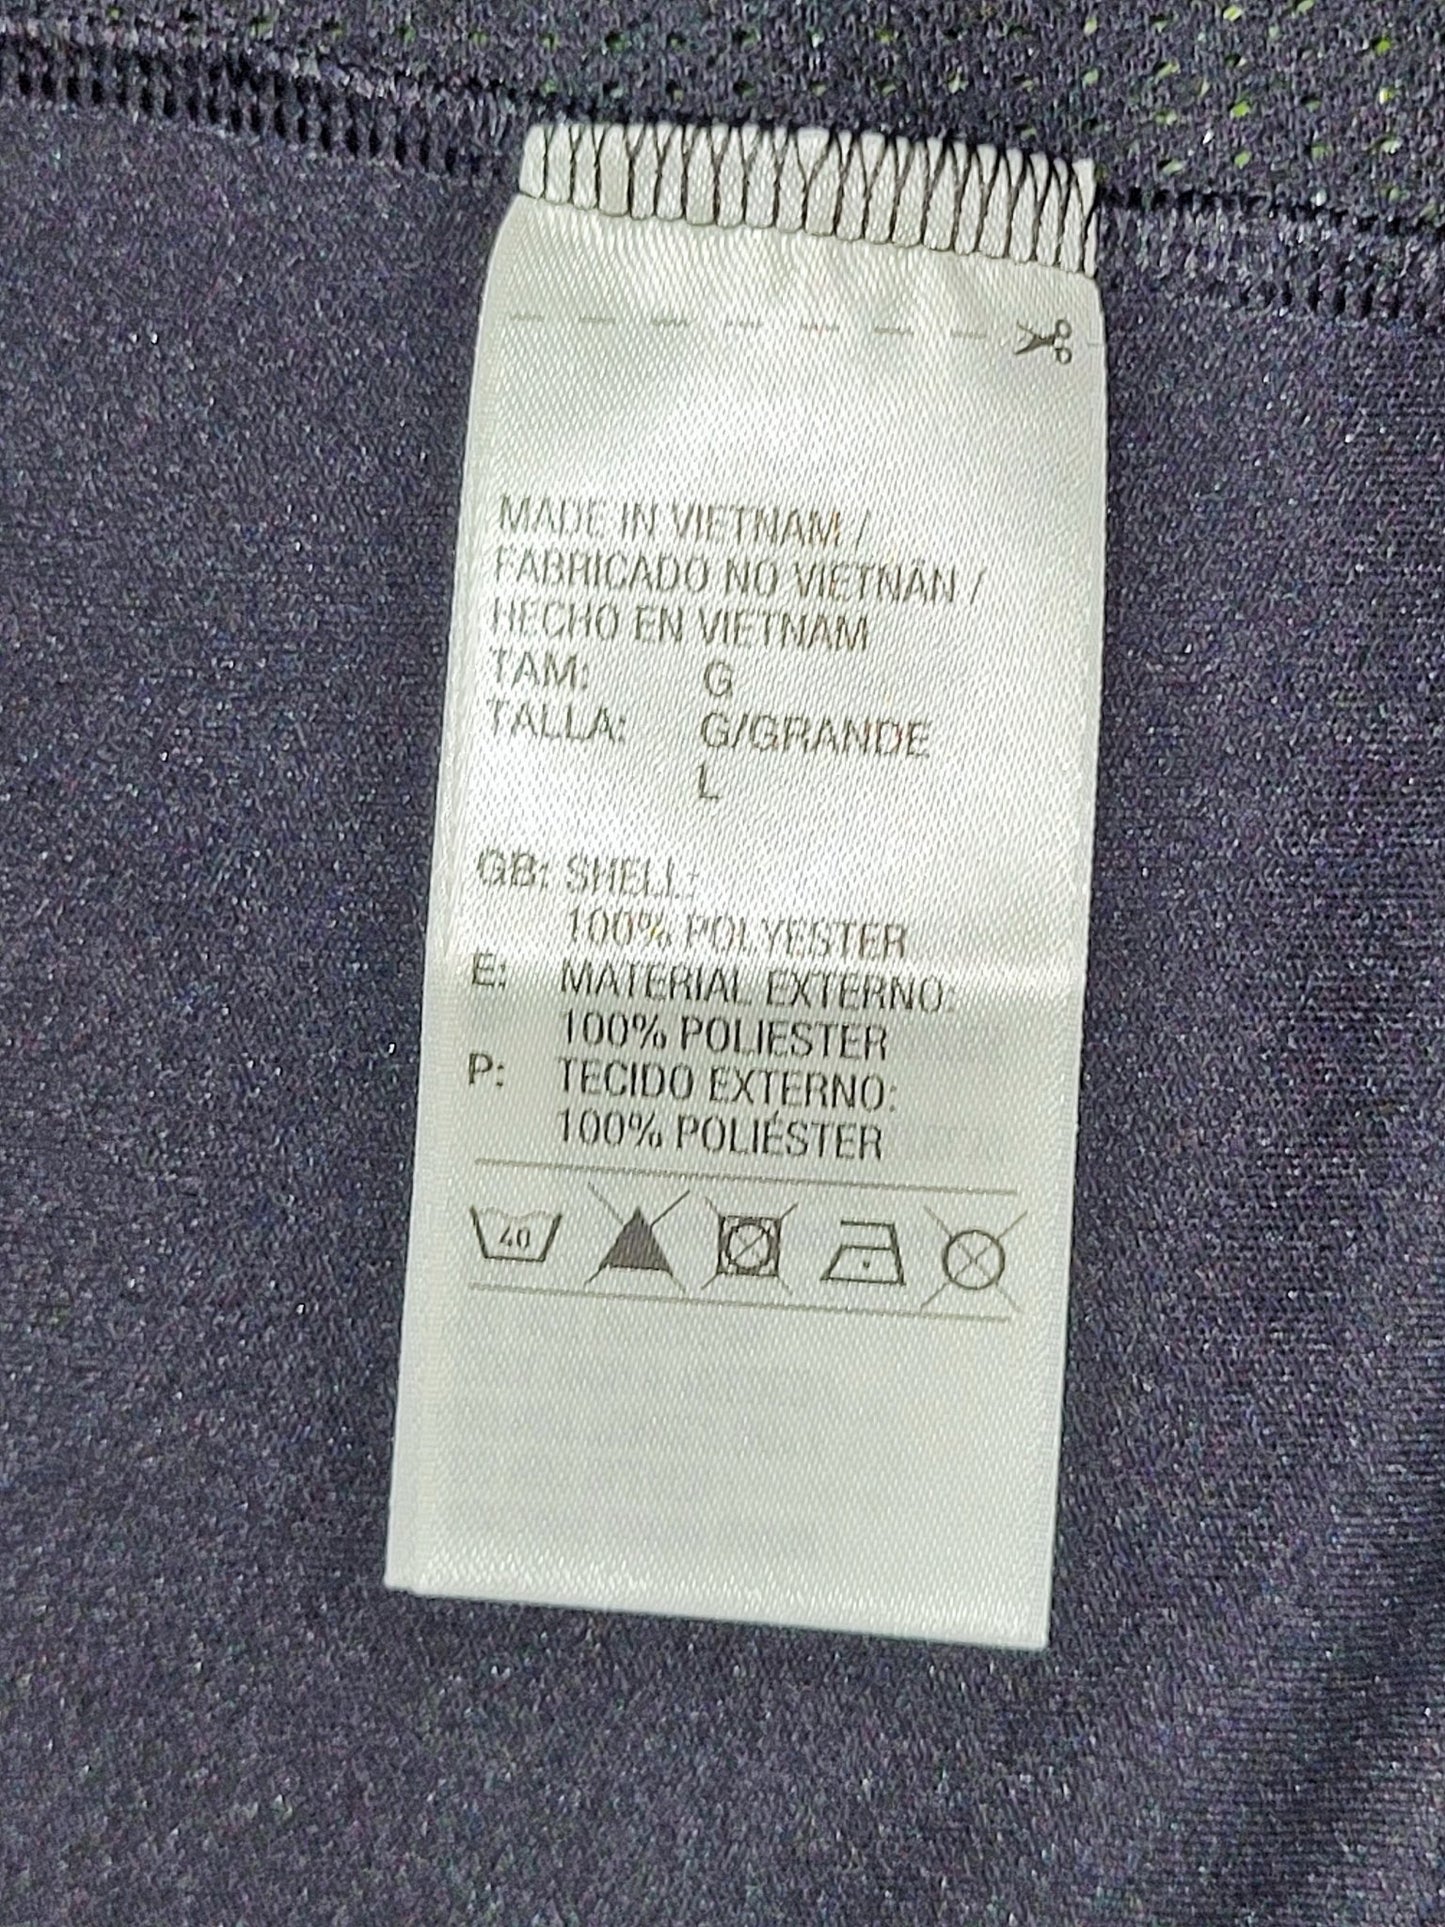 MADE IN VIETNAM /
FABRICADO NO VIETNÃN /
HECHO EN VIETNAM
TAM: G
TALLA: G/GRANDE
L
GB: SHELL:
100% POLYESTER
E: MATERIAL EXTERNO:
100% POLIESTER
P: TECIDO EXTERNO:
100% POLIÉSTER
40